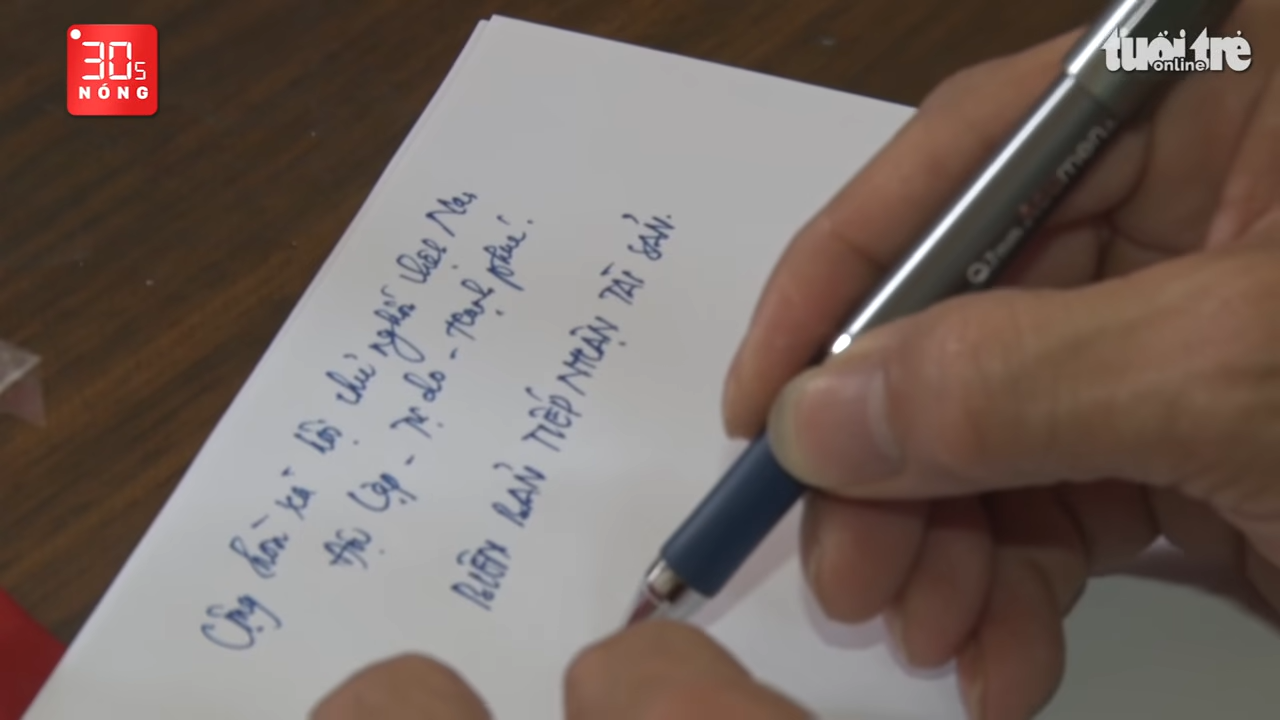 30s
NÓNG
tuổi trẻ
online
Cộng hòa xã hội chủ nghĩa Việt Na
Độc lập - Tự do - Hạnh phúc.
BIÊN BẢN TIẾP NHẬN TÀI SẢN.